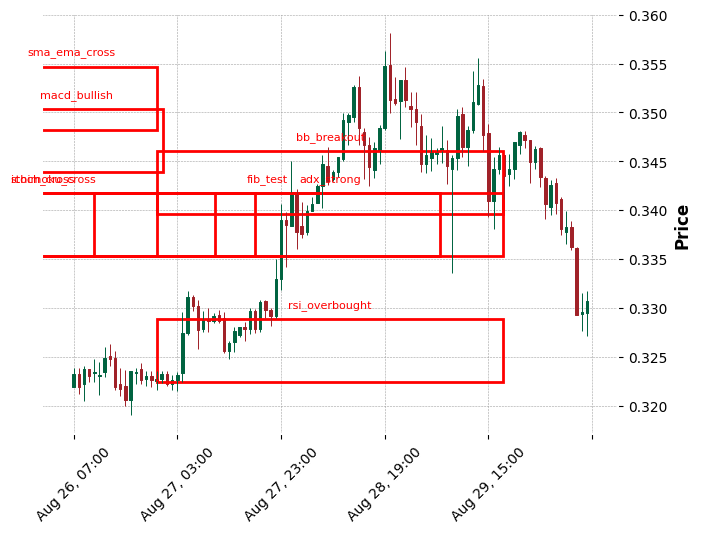 0.360
sma_ema_cross
0.355
macd_bullish
0.350
bb_breakout
0.345
fib_test
adx_strong
0.340
Price
0.335
0.330
rsi_overbought
0.325
0.320
Aug 26, 07:00
Aug 27, 03:00
Aug 27, 23:00
Aug 28, 19:00
Aug 29, 15:00